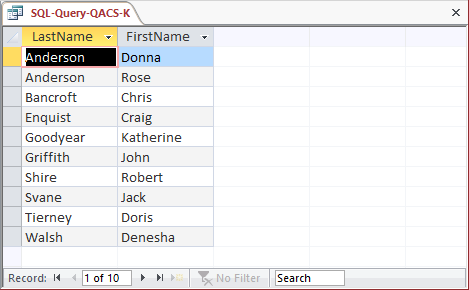 SQL-Query-QACS-K
LastName FirstName
Anderson Donna
Anderson Rose
Bancroft Chris
Enquist Craig
Goodyear Katherine
Griffith John
Shire Robert
Svane Jack
Tierney Doris
Walsh Denesha
Record: 1 of 10 No Filter Search